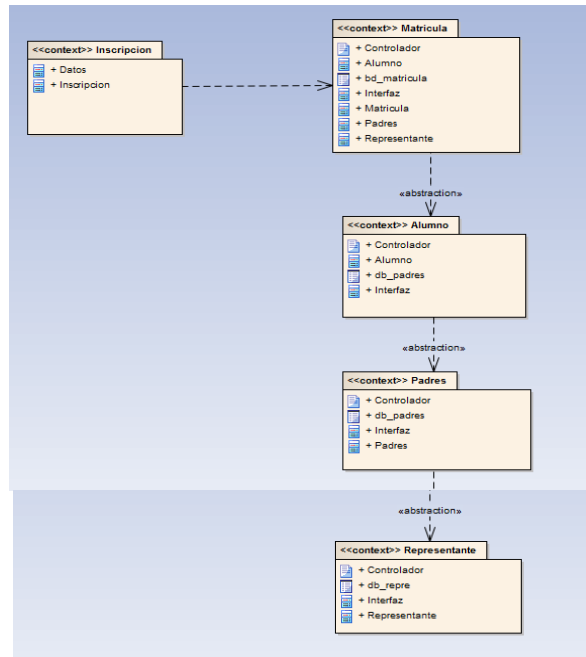 <<context>> Inscripcion
+ Datos
+ Inscripcion
<<context>> Matricula
+ Controlador
+ Alumno
+ bd_matricula
+ Interfaz
+ Matricula
+ Padres
+ Representante
«abstraction»
<<context>> Alumno
+ Controlador
+ Alumno
+ db_padres
+ Interfaz
«abstraction»
<<context>> Padres
+ Controlador
+ db_padres
+ Interfaz
+ Padres
«abstraction»
<<context>> Representante
+ Controlador
+ db_repre
+ Interfaz
+ Representante